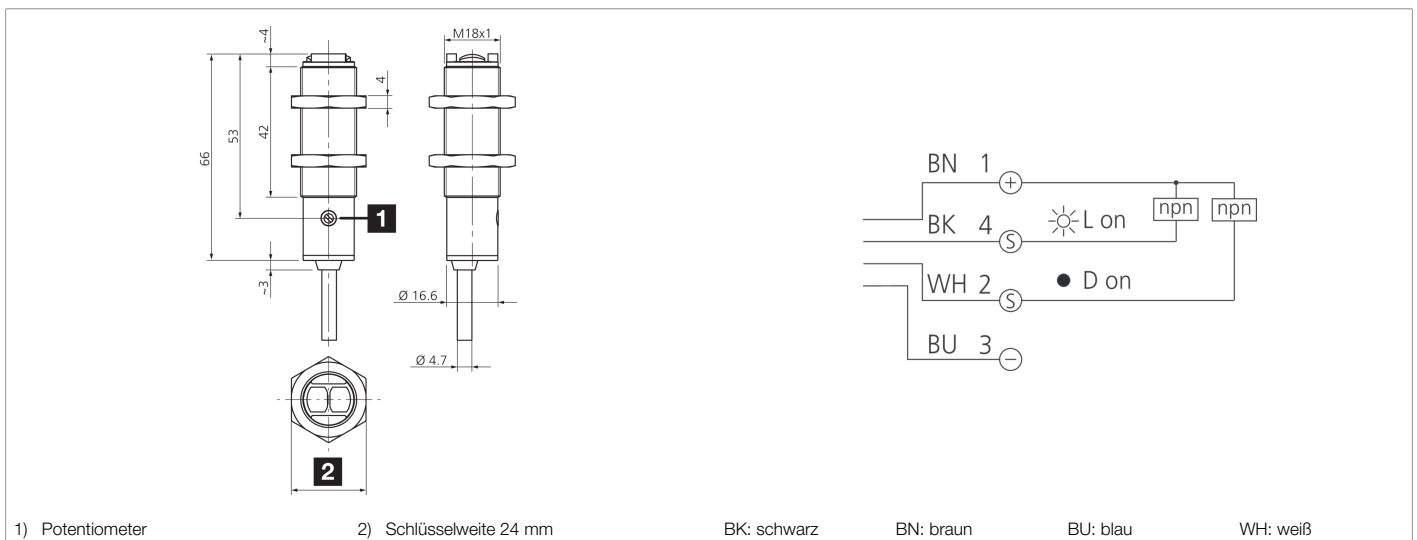 ~4
66
53
42
~3
1
M18x1
4
Ø 16.6
Ø 4.7
2
BN 1 +
npn npn
BK 4 S L on
WH 2 S D on
BU 3 −
1) Potentiometer 2) Schlüsselweite 24 mm BK: schwarz BN: braun BU: blau WH: weiß